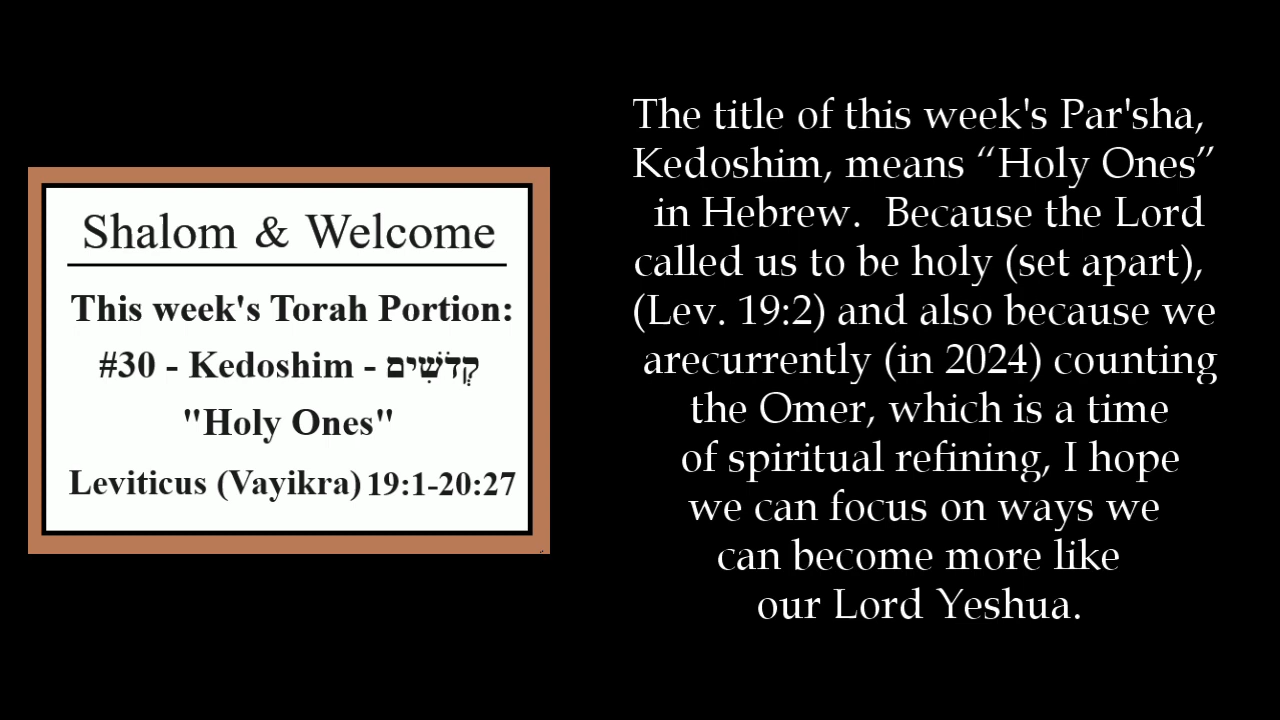 Shalom & Welcome
This week's Torah Portion:
#30 - Kedoshim - קְדֹשִׁים
"Holy Ones"
Leviticus (Vayikra) 19:1-20:27
The title of this week's Par'sha,
Kedoshim, means “Holy Ones”
in Hebrew. Because the Lord
called us to be holy (set apart),
(Lev. 19:2) and also because we
arecurrently (in 2024) counting
the Omer, which is a time
of spiritual refining, I hope
we can focus on ways we
can become more like
our Lord Yeshua.